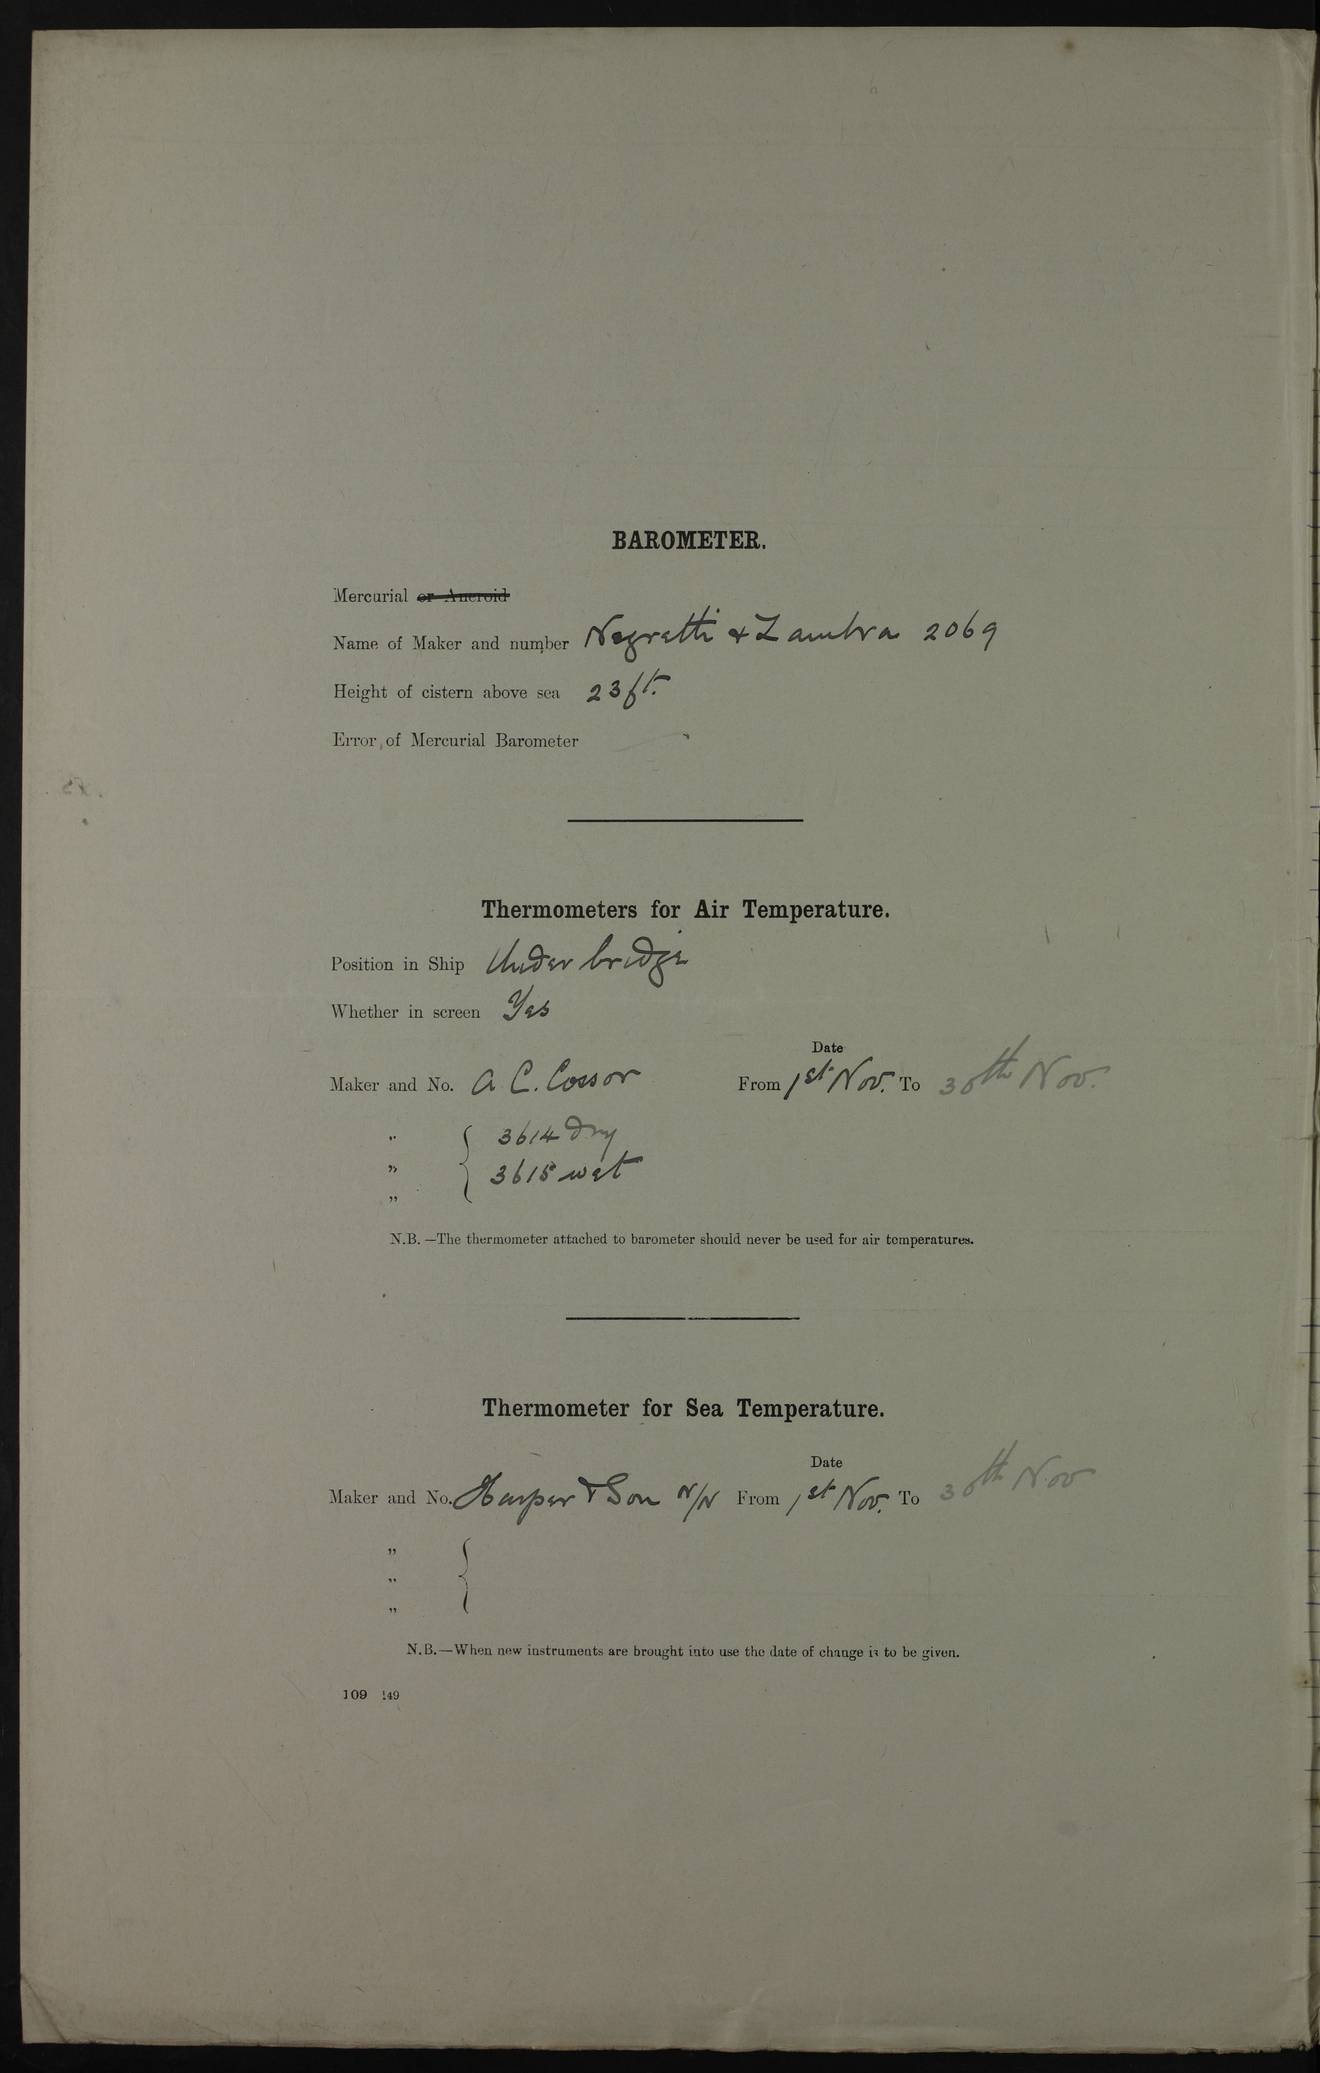 BAROMETER.
Mercurial or Aneroid
Name of Maker and number Negretti & Zambra 2069
Height of cistern above sea 23 ft.
Error of Mercurial Barometer
Thermometers for Air Temperature.
Position in Ship Under bridge
Whether in screen Yes
Date
Maker and No. A C. Cossor From 1st Nov. To 30th Nov.
„ { 3614 dry
„ 3615 wet
„
N.B.—The thermometer attached to barometer should never be used for air temperatures.
Thermometer for Sea Temperature.
Date
Maker and No. Harper & Son N/N From 1st Nov. To 30th Nov
„ {
„
„
N.B.—When new instruments are brought into use the date of change is to be given.
109 149